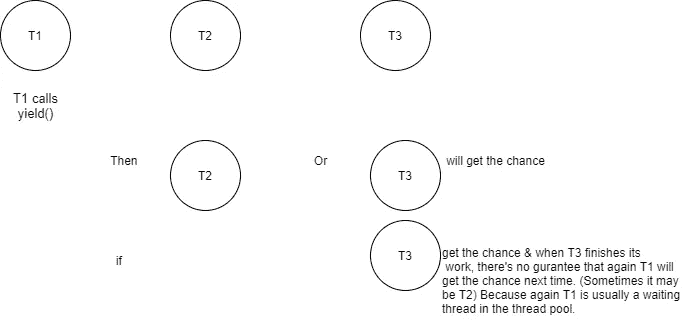 T1
T2
T3
T1 calls
yield()
Then
T2
Or
T3
will get the chance
if
T3
get the chance & when T3 finishes its
work, there's no gurantee that again T1 will
get the chance next time. (Sometimes it may
be T2) Because again T1 is usually a waiting
thread in the thread pool.